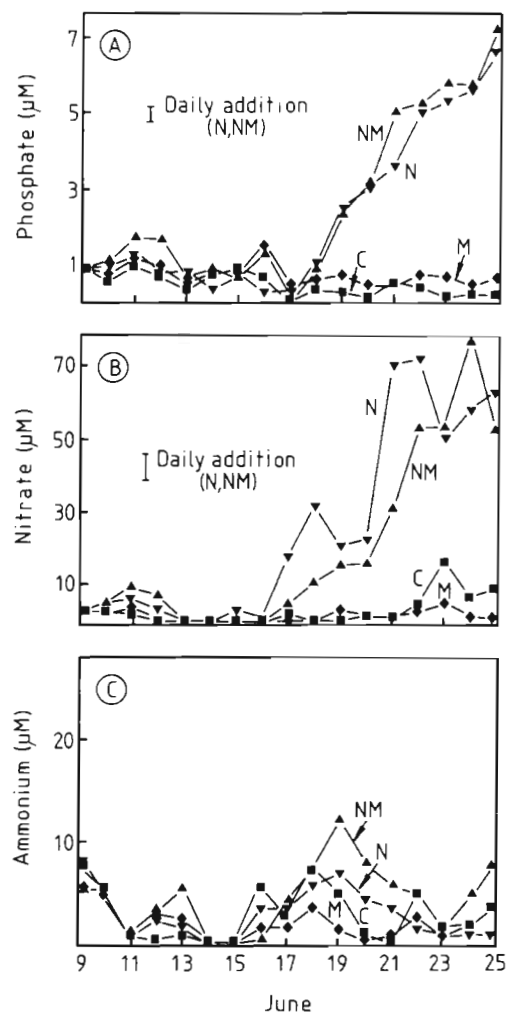 A
Phosphate (µM)
7
5
3
1
Daily addition
(N,NM)
NM
N
C
M
B
Nitrate (µM)
70
50
30
10
Daily addition
(N,NM)
N
NM
C
M
C
Ammonium (µM)
20
10
NM
N
M
C
9 11 13 15 17 19 21 23 25
June